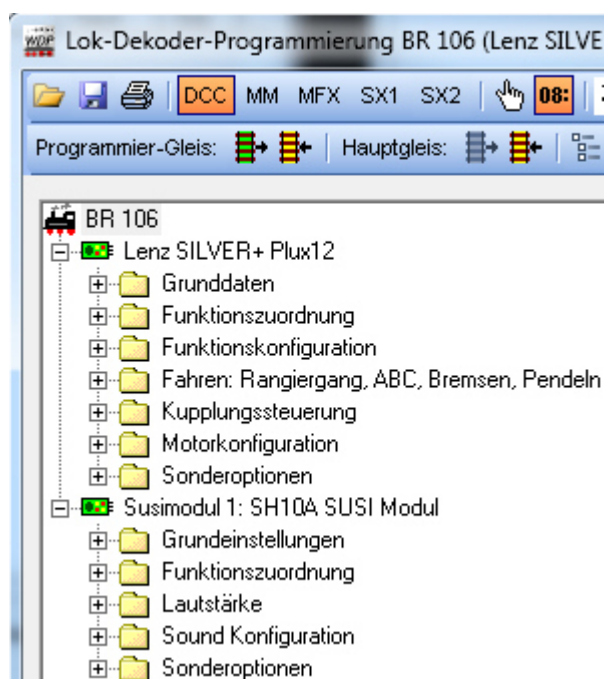 WDP Lok-Dekoder-Programmierung BR 106 (Lenz SILVE
DCC MM MFX SX1 SX2 08:
Programmier-Gleis: Hauptgleis:
BR 106
Lenz SILVER+ Plux12
Grunddaten
Funktionszuordnung
Funktionskonfiguration
Fahren: Rangiergang, ABC, Bremsen, Pendeln
Kupplungssteuerung
Motorkonfiguration
Sonderoptionen
Susimodul 1: SH10A SUSI Modul
Grundeinstellungen
Funktionszuordnung
Lautstärke
Sound Konfiguration
Sonderoptionen